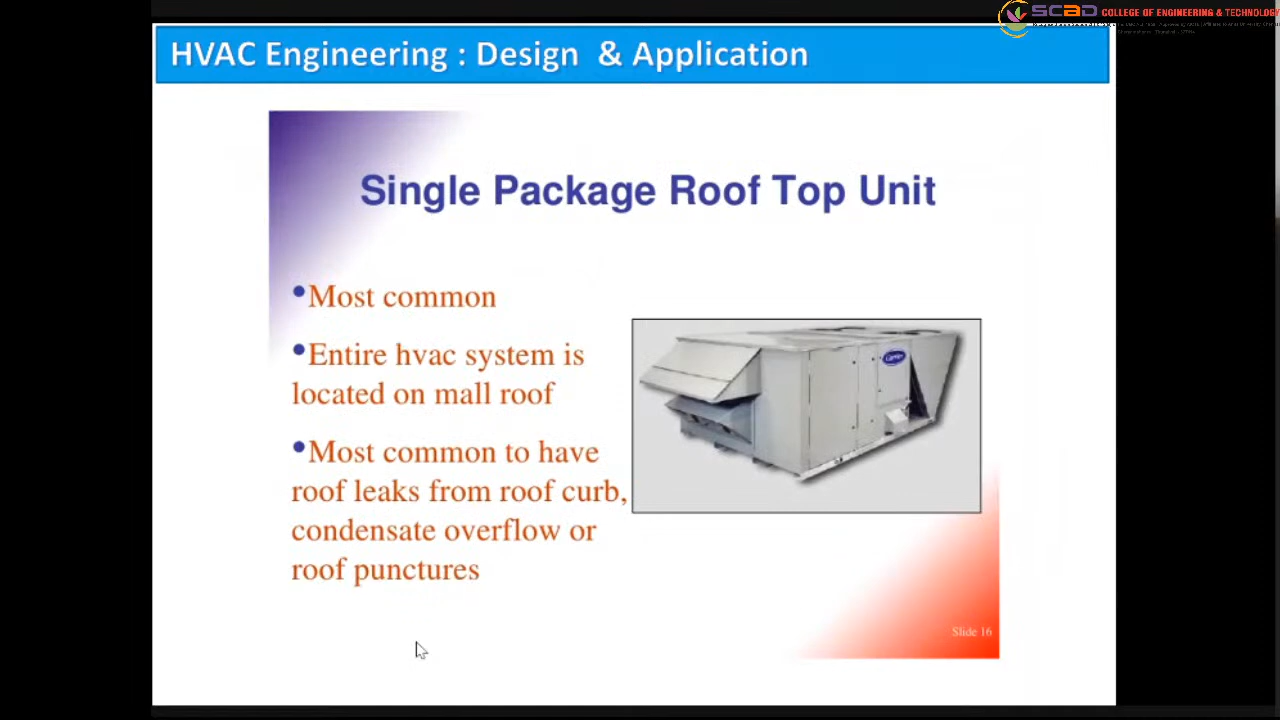 SCAD COLLEGE OF ENGINEERING & TECHNOLOGY
HVAC Engineering : Design & Application
Single Package Roof Top Unit
•Most common
•Entire hvac system is
located on mall roof
•Most common to have
roof leaks from roof curb,
condensate overflow or
roof punctures
Carrier
Slide 16